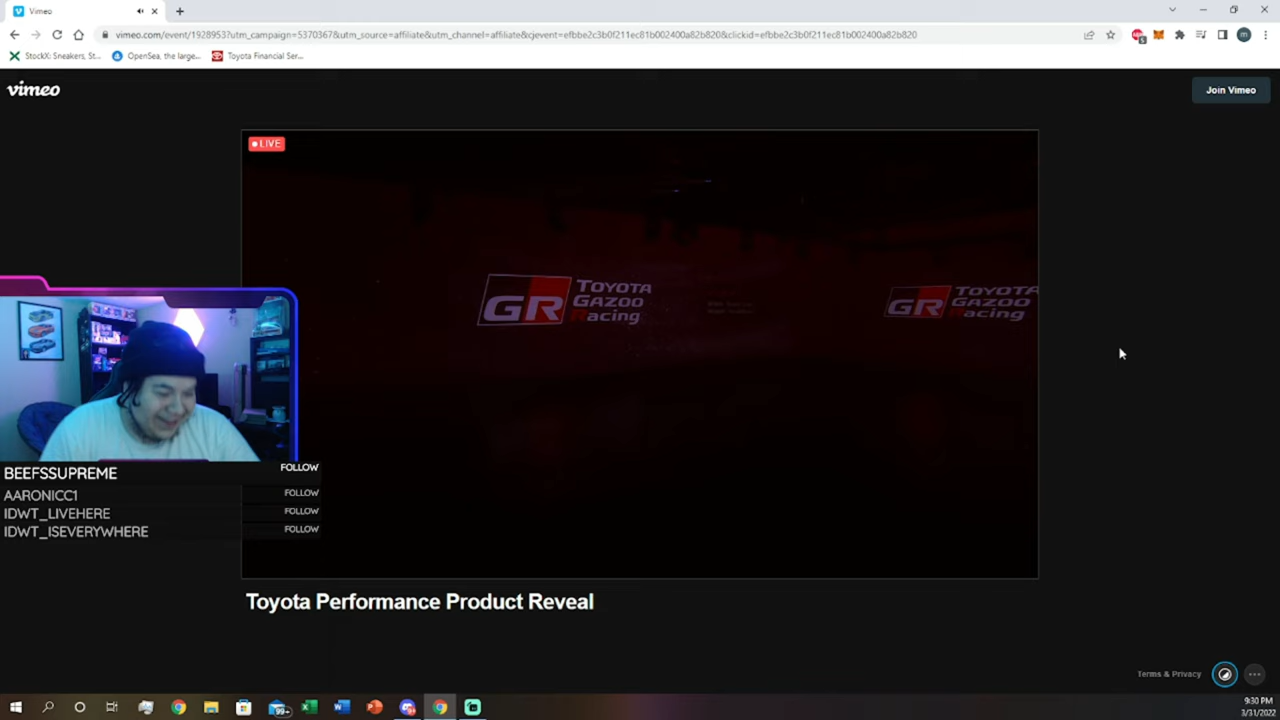 Vimeo
vimeo.com/event/1928953?utm_campaign=5370367&utm_source=affiliate&utm_channel=affiliate&cjevent=efbbe2c3b0f211ec81b002400a82b820&clickid=efbbe2c3b0f211ec81b002400a82b820
StockX: Sneakers, St...
OpenSea, the large...
Toyota Financial Ser...
vimeo
Join Vimeo
LIVE
GR TOYOTA GAZOO Racing
GR TOYOTA GAZOO Racing
BEEFSSUPREME FOLLOW
AARONICC1 FOLLOW
IDWT_LIVEHERE FOLLOW
IDWT_ISEVERYWHERE FOLLOW
Toyota Performance Product Reveal
Terms & Privacy
99+
9:30 PM
3/31/2022